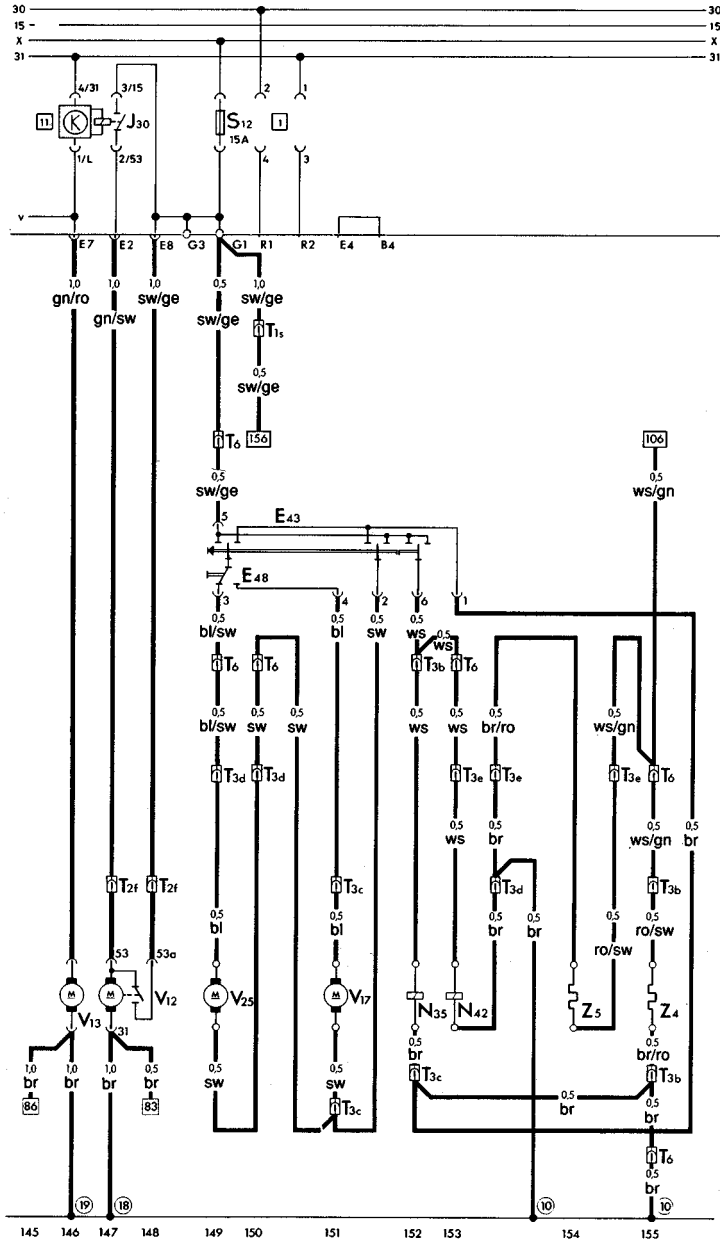 30 30
15 15
X X
31 31
4/31 3/15 2 1
11 K J30 S12 1
15A
1/L 2/53 4 3
v
E7 E2 E8 G3 G1 R1 R2 E4 B4
1,0 1,0 1,0 0,5 1,0
gn/ro gn/sw sw/ge sw/ge sw/ge
T1s
0,5
sw/ge
T6 156 106
0,5 0,5
sw/ge ws/gn
5 E43
E48
3 4 2 6 1
0,5 0,5 0,5 0,5 0,5
bl/sw bl sw ws ws
T6 T6 T3b T6
0,5 0,5 0,5 0,5 0,5 0,5 0,5
bl/sw sw sw ws ws br/ro ws/gn
T3d T3d T3e T3e T3e T6
0,5 0,5 0,5 0,5
ws br ws/gn br
T2f T2f T3c T3d T3b
0,5 0,5 0,5 0,5 0,5 0,5
bl bl br br ro/sw ro/sw
53 53a
M V13 M V12 M V25 M V17 N35 N42 Z5 Z4
31
0,5 0,5
br br/ro
1,0 1,0 1,0 0,5 0,5 0,5
br br br br sw sw
T3c T3b
86 83 T3c
0,5 0,5
br br
T6
0,5
br
19 18 10 10
145 146 147 148 149 150 151 152 153 154 155